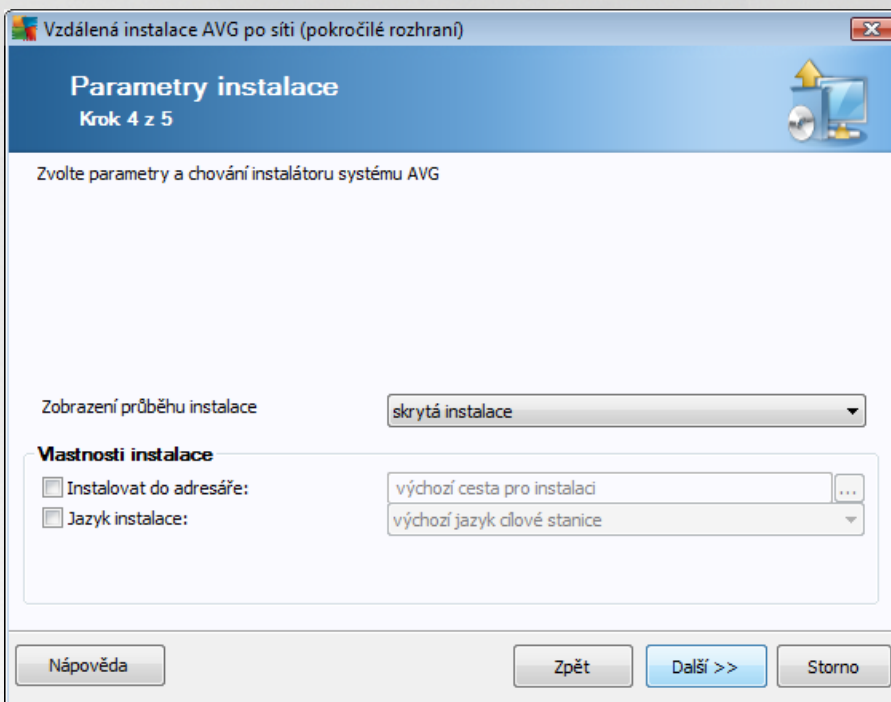 Vzdálená instalace AVG po síti (pokročilé rozhraní)
Parametry instalace
Krok 4 z 5
Zvolte parametry a chování instalátoru systému AVG
Zobrazení průběhu instalace
skrytá instalace
Vlastnosti instalace
Instalovat do adresáře:
výchozí cesta pro instalaci
...
Jazyk instalace:
výchozí jazyk cílové stanice
Nápověda
Zpět
Další >>
Storno